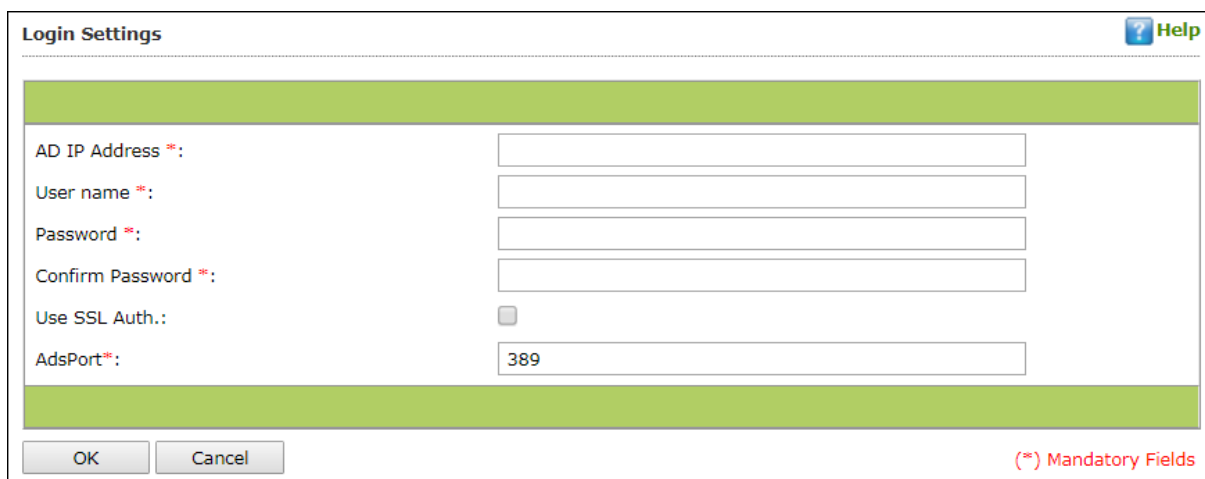 Login Settings
? Help
AD IP Address *:
User name *:
Password *:
Confirm Password *:
Use SSL Auth.:
AdsPort*: 389
OK Cancel
(*) Mandatory Fields